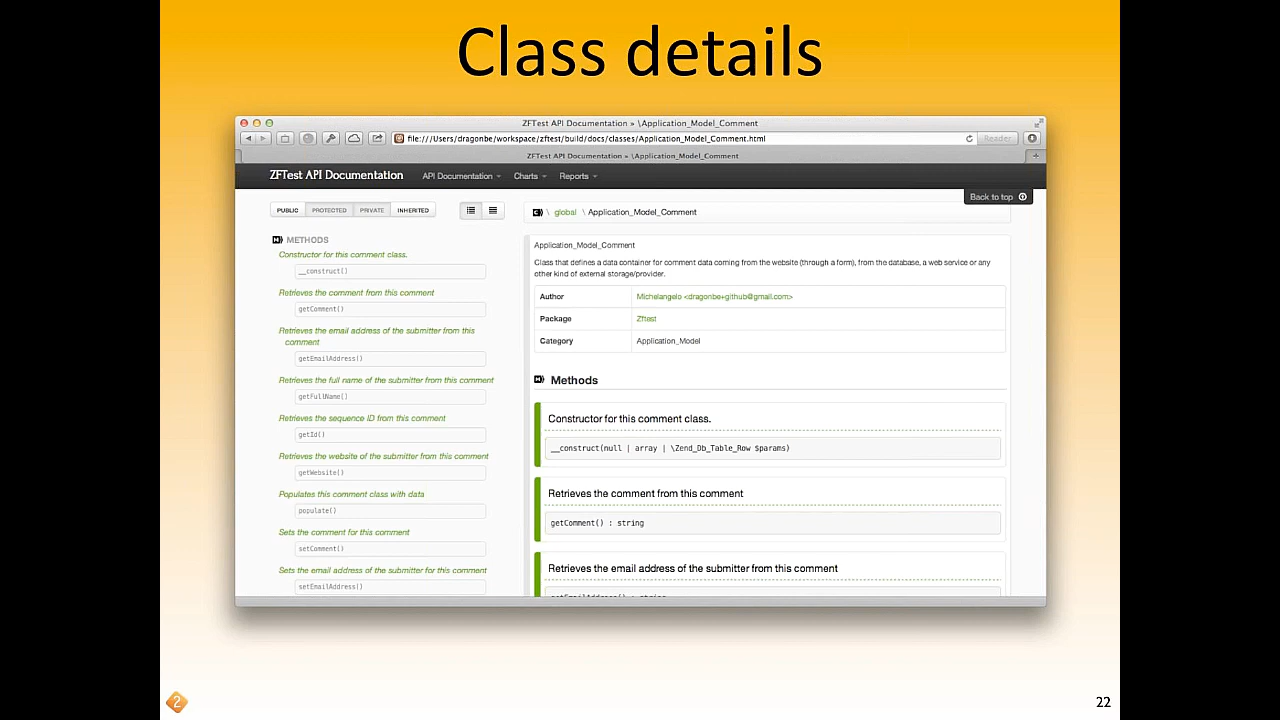 Class details
ZFTest API Documentation » \Application_Model_Comment
file:///Users/dragonbe/workspace/zftest/build/docs/classes/Application_Model_Comment.html
Reader
ZFTest API Documentation » \Application_Model_Comment
ZFTest API Documentation API Documentation Charts Reports
Back to top
PUBLIC PROTECTED PRIVATE INHERITED
\ global \ Application_Model_Comment
METHODS
Constructor for this comment class.
__construct()
Retrieves the comment from this comment
getComment()
Retrieves the email address of the submitter from this
comment
getEmailAddress()
Retrieves the full name of the submitter from this comment
getFullName()
Retrieves the sequence ID from this comment
getId()
Retrieves the website of the submitter from this comment
getWebsite()
Populates this comment class with data
populate()
Sets the comment for this comment
setComment()
Sets the email address of the submitter for this comment
setEmailAddress()
Application_Model_Comment
Class that defines a data container for comment data coming from the website (through a form), from the database, a web service or any
other kind of external storage/provider.
Author Michelangelo <dragonbe+github@gmail.com>
Package Zftest
Category Application_Model
Methods
Constructor for this comment class.
__construct(null | array | \Zend_Db_Table_Row $params)
Retrieves the comment from this comment
getComment() : string
Retrieves the email address of the submitter from this comment
getEmailAddress() : string
2
22